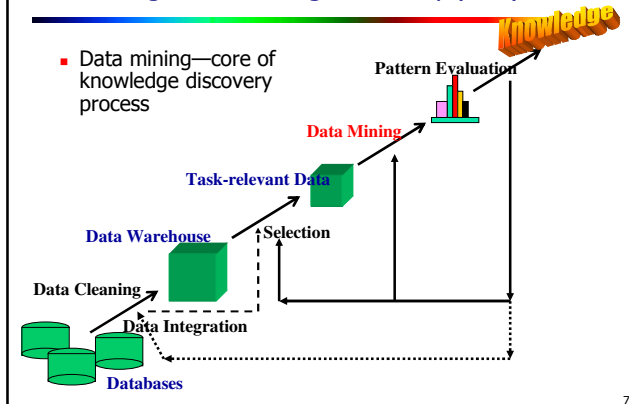 Knowledge
▪ Data mining—core of
knowledge discovery
process
Pattern Evaluation
Data Mining
Task-relevant Data
Selection
Data Warehouse
Data Cleaning
Data Integration
Databases
7